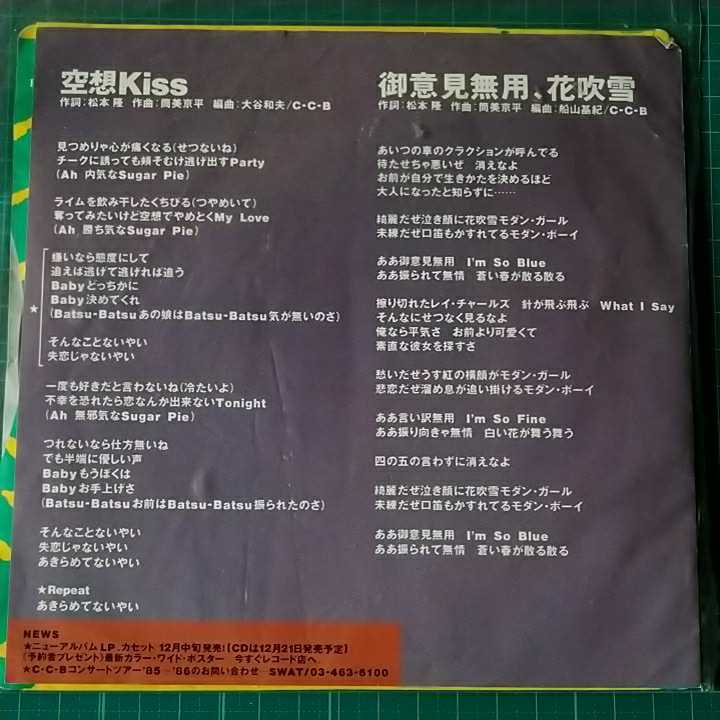 空想Kiss
作詞：松本 隆　作曲：筒美京平　編曲：大谷和夫/C-C-B
見つめりゃ心が痛くなる(せつないね)
チークに誘っても頬そむけ逃げ出すParty
(Ah 内気なSugar Pie)
ライムを飲み干したくちびる(つやめいて)
奪ってみたいけど空想でやめとくMy Love
(Ah 勝ち気なSugar Pie)
嫌いなら態度にして
追えば逃げて逃げれば追う
Babyどっちかに
Baby決めてくれ
★
(Batsu-Batsuあの娘はBatsu-Batsu気が無いのさ)
そんなことないやい
失恋じゃないやい
一度も好きだと言わないね(冷たいよ)
不幸を恐れたら恋なんか出来ないTonight
(Ah 無邪気なSugar Pie)
つれないなら仕方無いね
でも半端に優しい声
Babyもうぼくは
Babyお手上げさ
(Batsu-Batsuお前はBatsu-Batsu振られたのさ)
そんなことないやい
失恋じゃないやい
あきらめてないやい
★Repeat
あきらめてないやい
御意見無用、花吹雪
作詞：松本 隆　作曲：筒美京平　編曲：船山基紀/C-C-B
あいつの車のクラクションが呼んでる
待たせちゃ悪いぜ　消えなよ
お前が自分で生きかたを決めるほど
大人になったと知らずに……
綺麗だぜ泣き顔に花吹雪モダン・ガール
未練だぜ口笛もかすれてるモダン・ボーイ
ああ御意見無用　I'm So Blue
ああ振られて無情　蒼い春が散る散る
擦り切れたレイ・チャールズ　針が飛ぶ飛ぶ　What I Say
そんなにせつなく見るなよ
俺なら平気さ　お前より可愛くて
素直な彼女を探すさ
愁いだぜうす紅の横顔がモダン・ガール
悲恋だぜ溜め息が追い掛けるモダン・ボーイ
ああ言い訳無用　I'm So Fine
ああ振り向きゃ無情　白い花が舞う舞う
四の五の言わずに消えなよ
綺麗だぜ泣き顔に花吹雪モダン・ガール
未練だぜ口笛もかすれてるモダン・ボーイ
ああ御意見無用　I'm So Blue
ああ振られて無情　蒼い春が散る散る
NEWS
★ニューアルバム LP、カセット 12月中旬発売!【CDは12月21日発売予定】
(予約者プレゼント)最新カラー・ワイド・ポスター　今すぐレコード店へ。
★C・C・Bコンサートツアー'85―'86のお問い合わせ―SWAT/03-463-6100